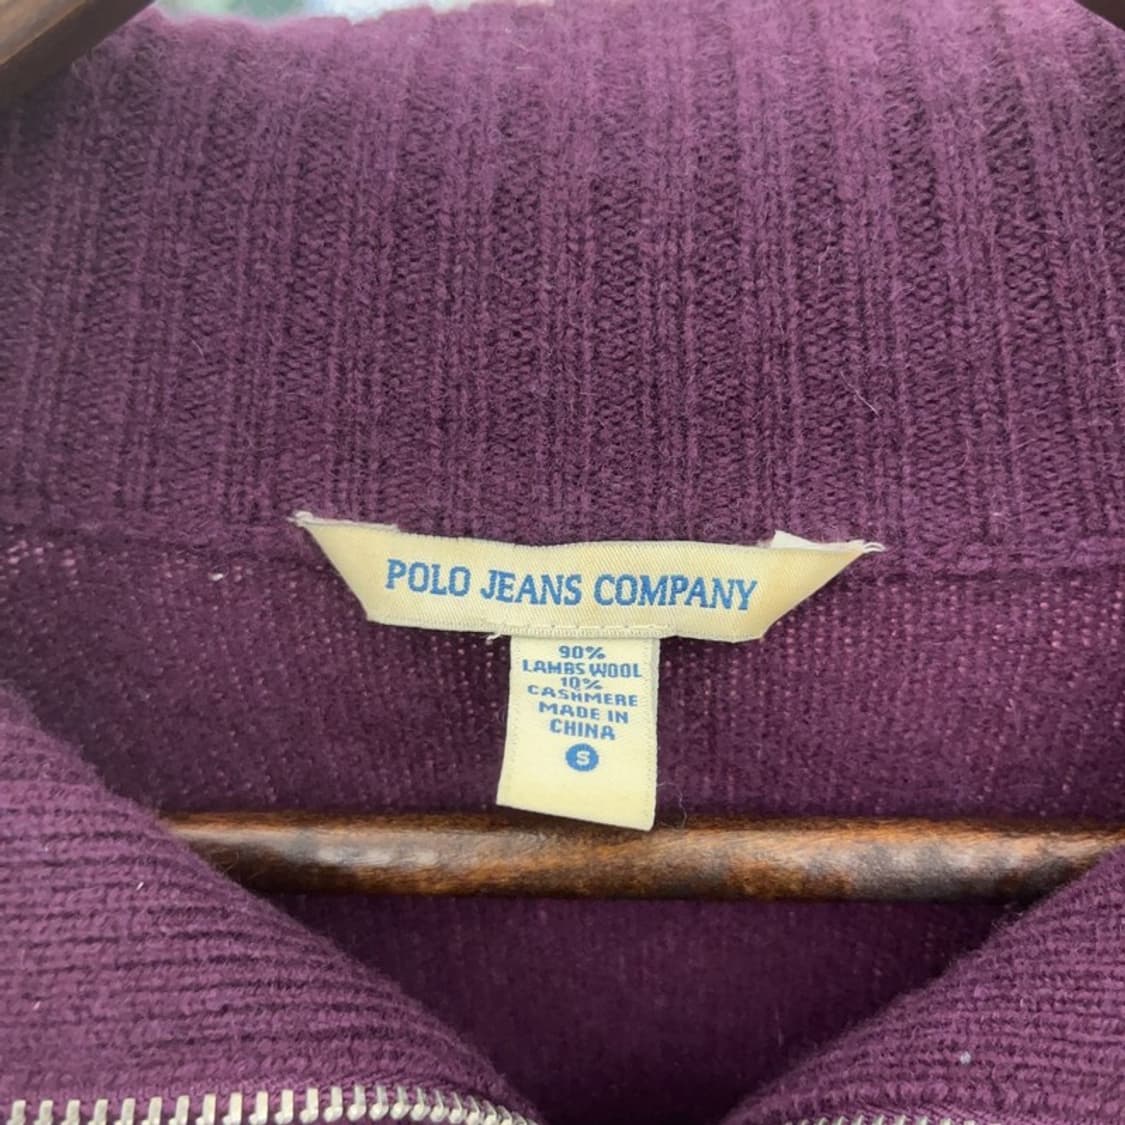 POLO JEANS COMPANY
90%
LAMBS WOOL
10%
CASHMERE
MADE IN
CHINA
S